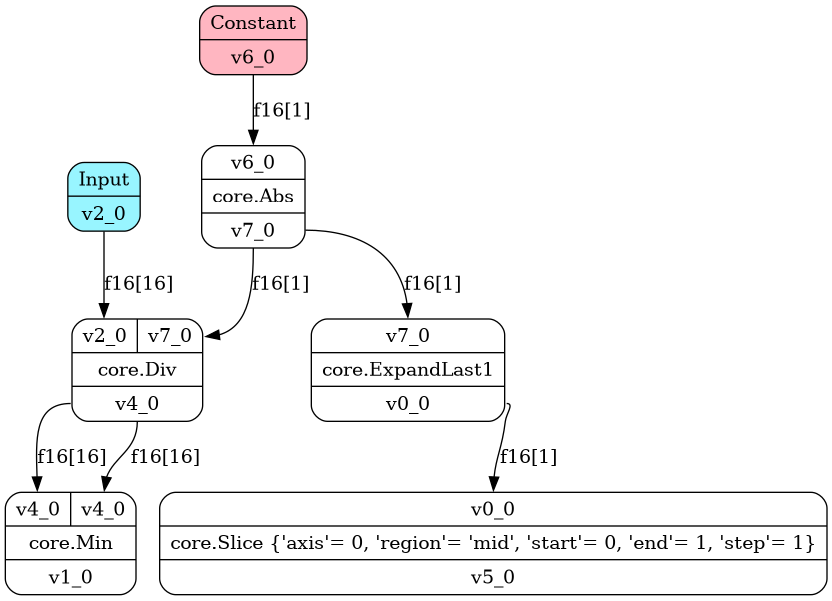 Constant
v6_0
f16[1]
Input
v2_0
v6_0
core.Abs
v7_0
f16[16]
f16[1]
f16[1]
v2_0 v7_0
core.Div
v4_0
v7_0
core.ExpandLast1
v0_0
f16[16]
f16[16]
f16[1]
v4_0 v4_0
core.Min
v1_0
v0_0
core.Slice {'axis'= 0, 'region'= 'mid', 'start'= 0, 'end'= 1, 'step'= 1}
v5_0